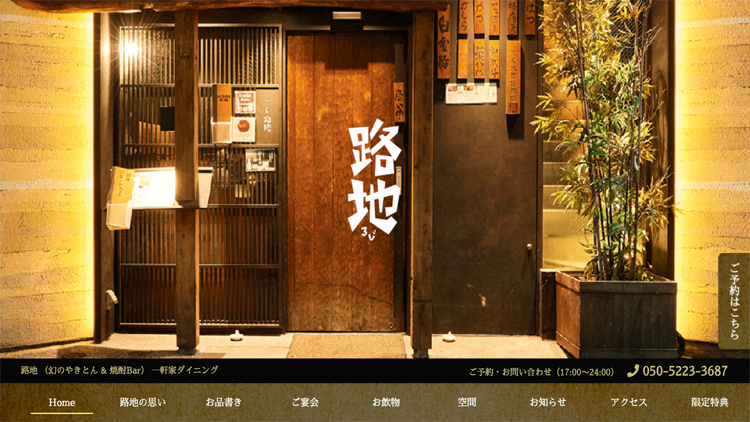 路地
ろじ
ご予約はこちら
路地 （幻のやきとん & 焼酎Bar） 一軒家ダイニング
ご予約・お問い合わせ（17:00〜24:00） 050-5223-3687
Home 路地の思い お品書き ご宴会 お飲物 空間 お知らせ アクセス 限定特典